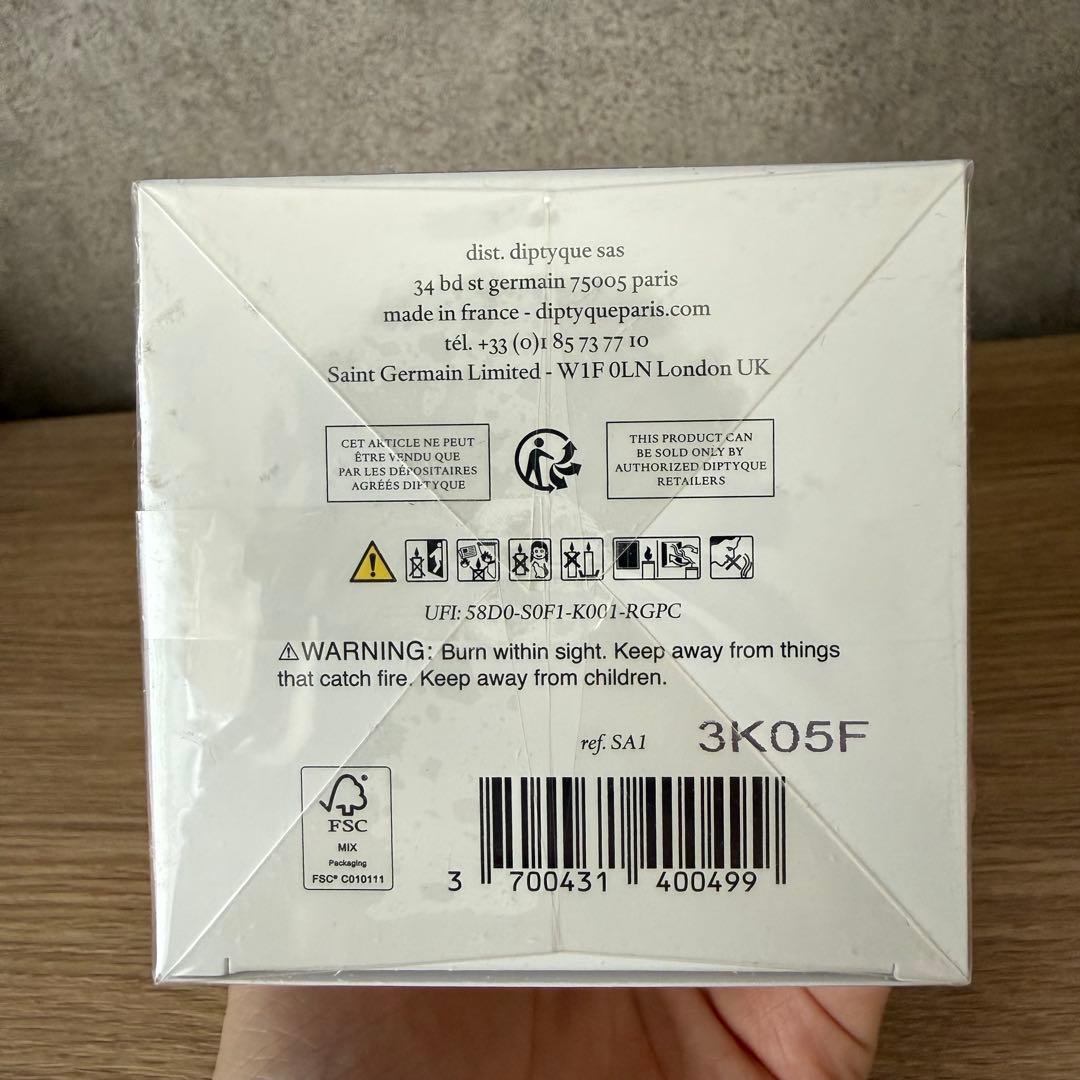 dist. diptyque sas
34 bd st germain 75005 paris
made in france - diptyqueparis.com
tél. +33 (0)1 85 73 77 10
Saint Germain Limited - W1F 0LN London UK
CET ARTICLE NE PEUT
ÊTRE VENDU QUE
PAR LES DÉPOSITAIRES
AGRÉÉS DIPTYQUE
THIS PRODUCT CAN
BE SOLD ONLY BY
AUTHORIZED DIPTYQUE
RETAILERS
UFI: 58D0-S0F1-K001-RGPC
⚠WARNING: Burn within sight. Keep away from things
that catch fire. Keep away from children.
ref. SA1 3K05F
FSC
MIX
Packaging
FSC® C010111
3 700431 400499